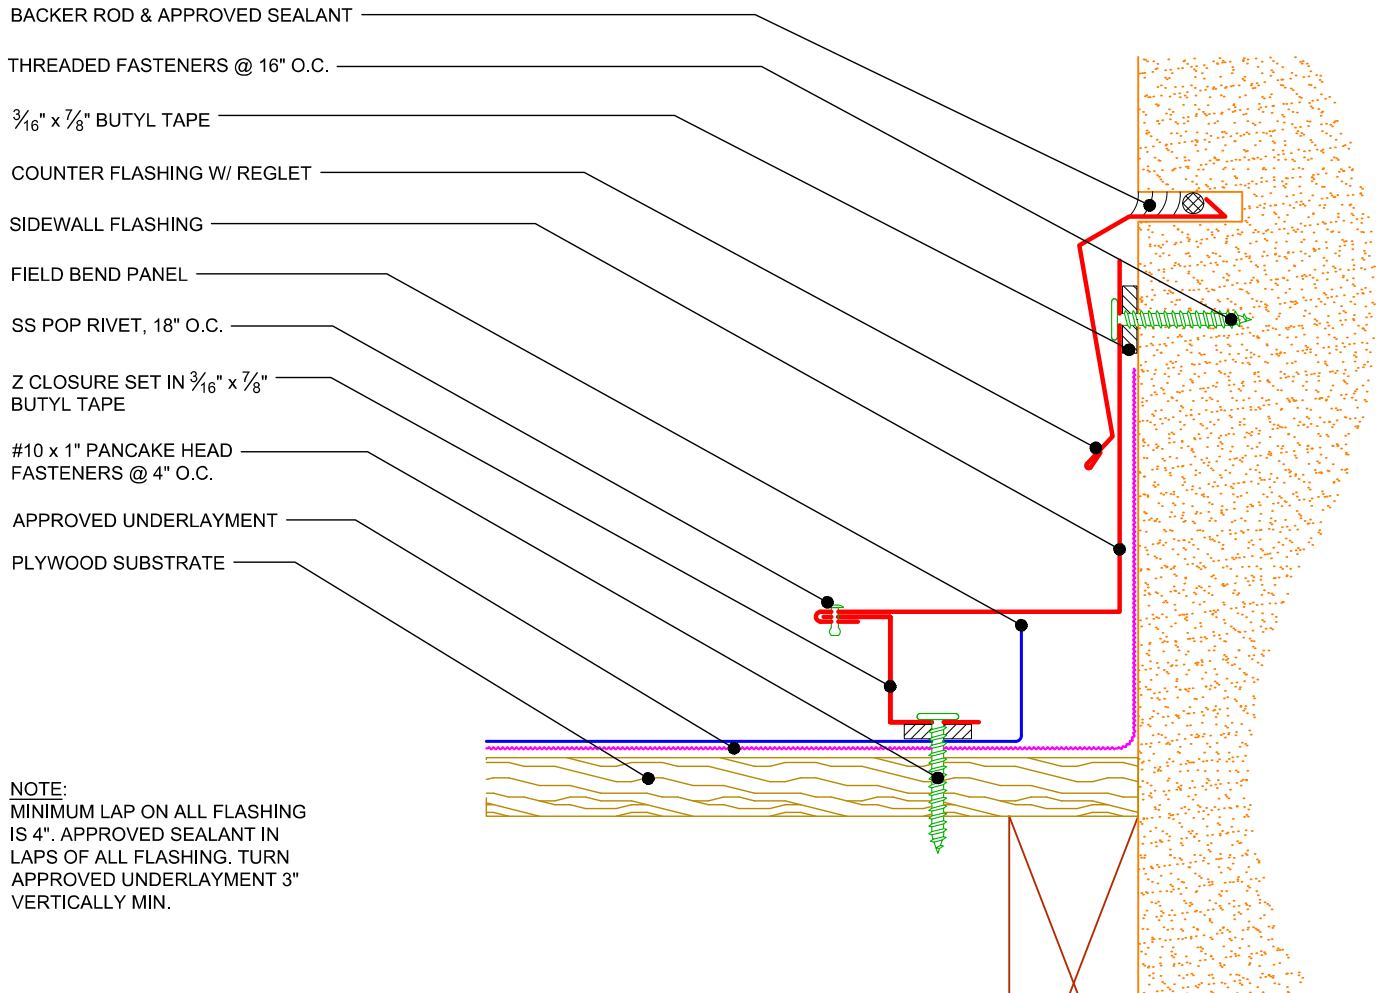 BACKER ROD & APPROVED SEALANT
THREADED FASTENERS @ 16" O.C.
3/16" x 7/8" BUTYL TAPE
COUNTER FLASHING W/ REGLET
SIDEWALL FLASHING
FIELD BEND PANEL
SS POP RIVET, 18" O.C.
Z CLOSURE SET IN 3/16" x 7/8"
BUTYL TAPE
#10 x 1" PANCAKE HEAD
FASTENERS @ 4" O.C.
APPROVED UNDERLAYMENT
PLYWOOD SUBSTRATE
NOTE:
MINIMUM LAP ON ALL FLASHING
IS 4". APPROVED SEALANT IN
LAPS OF ALL FLASHING. TURN
APPROVED UNDERLAYMENT 3"
VERTICALLY MIN.